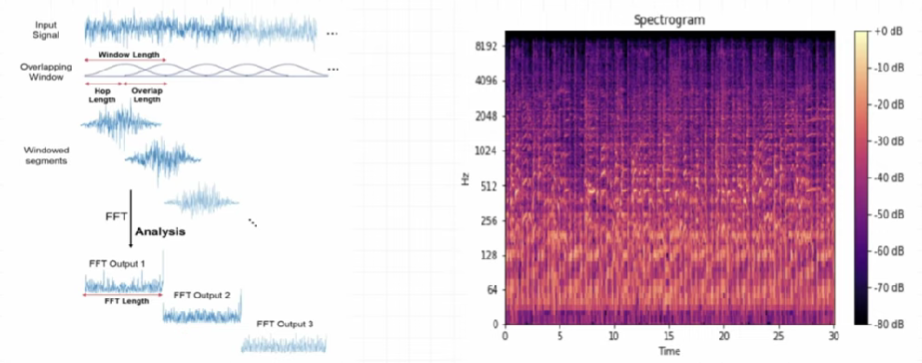 Input
Signal
...
Window Length
Overlapping
Window
...
Hop
Length
Overlap
Length
Windowed
segments
...
FFT
Analysis
FFT Output 1
FFT Length
FFT Output 2
FFT Output 3
Spectrogram
Hz
8192
4096
2048
1024
512
256
128
64
0
0 5 10 15 20 25 30
Time
+0 dB
-10 dB
-20 dB
-30 dB
-40 dB
-50 dB
-60 dB
-70 dB
-80 dB